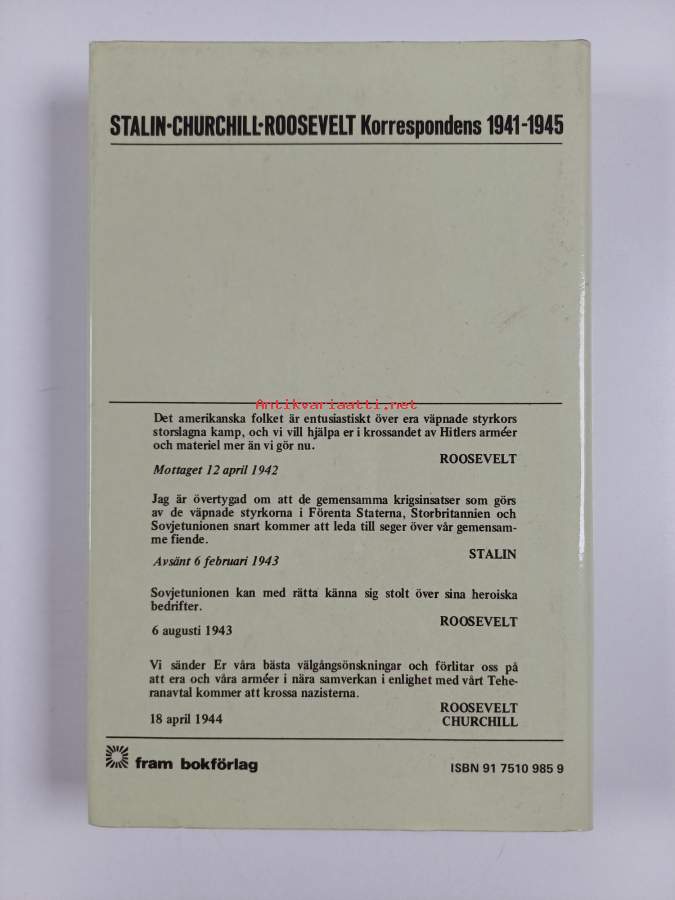 STALIN-CHURCHILL-ROOSEVELT Korrespondens 1941-1945
Antikvariaatti.net
Det amerikanska folket är entusiastiskt över era väpnade styrkors
storslagna kamp, och vi vill hjälpa er i krossandet av Hitlers arméer
och materiel mer än vi gör nu.
ROOSEVELT
Mottaget 12 april 1942
Jag är övertygad om att de gemensamma krigsinsatser som görs
av de väpnade styrkorna i Förenta Staterna, Storbritannien och
Sovjetunionen snart kommer att leda till seger över vår gemensam-
me fiende.
STALIN
Avsänt 6 februari 1943
Sovjetunionen kan med rätta känna sig stolt över sina heroiska
bedrifter.
ROOSEVELT
6 augusti 1943
Vi sänder Er våra bästa välgångsönskningar och förlitar oss på
att era och våra arméer i nära samverkan i enlighet med vårt Tehe-
ranavtal kommer att krossa nazisterna.
ROOSEVELT
18 april 1944
CHURCHILL
fram bokförlag
ISBN 91 7510 985 9